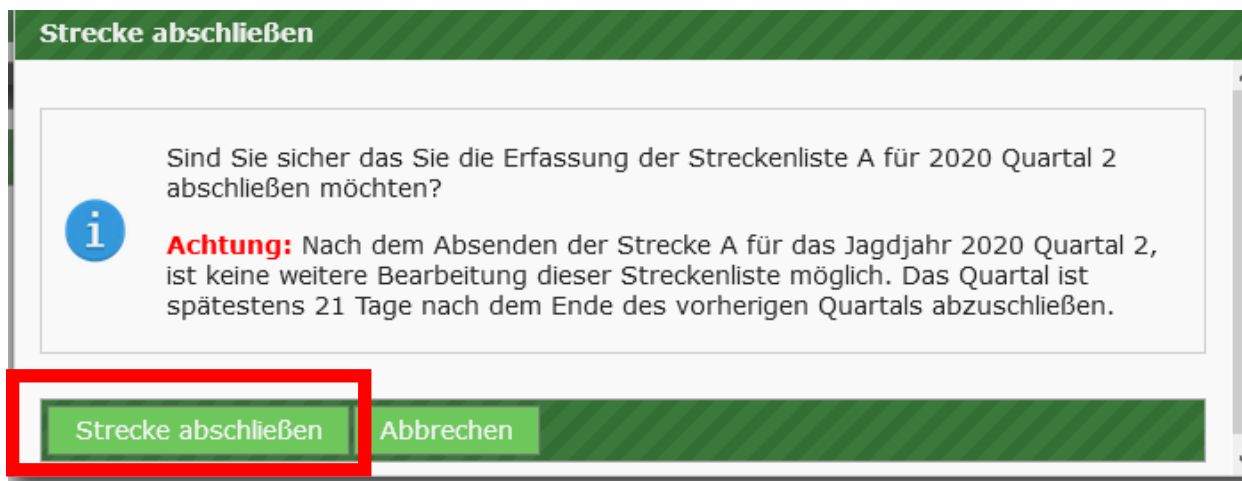 Strecke abschließen
Sind Sie sicher das Sie die Erfassung der Streckenliste A für 2020 Quartal 2
abschließen möchten?
Achtung: Nach dem Absenden der Strecke A für das Jagdjahr 2020 Quartal 2,
ist keine weitere Bearbeitung dieser Streckenliste möglich. Das Quartal ist
spätestens 21 Tage nach dem Ende des vorherigen Quartals abzuschließen.
Strecke abschließen Abbrechen